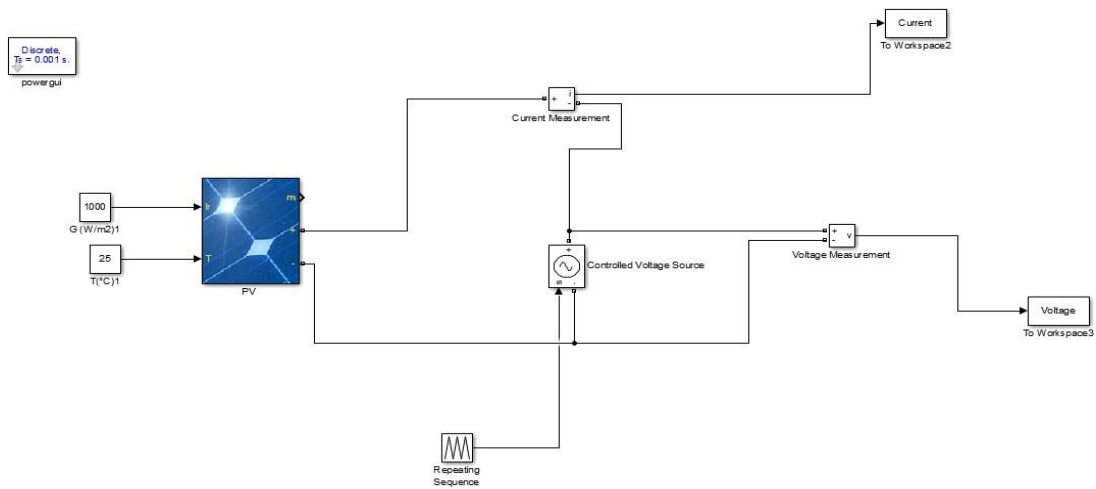 Current
To Workspace2
Discrete,
Ts = 0.001 s.
powergui
i
+
-
Current Measurement
1000
G (W/m2)1
Ir
m
+
25
T(°C)1
T
-
PV
+
-
v
Voltage Measurement
+
Controlled Voltage Source
s
-
Voltage
To Workspace3
Repeating
Sequence